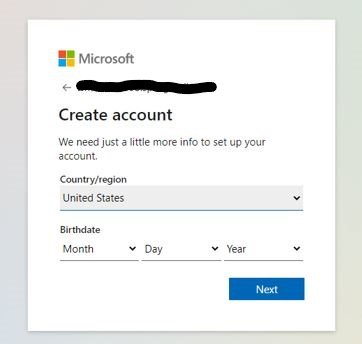 Microsoft
Create account
We need just a little more info to set up your
account.
Country/region
United States
Birthdate
Month Day Year
Next